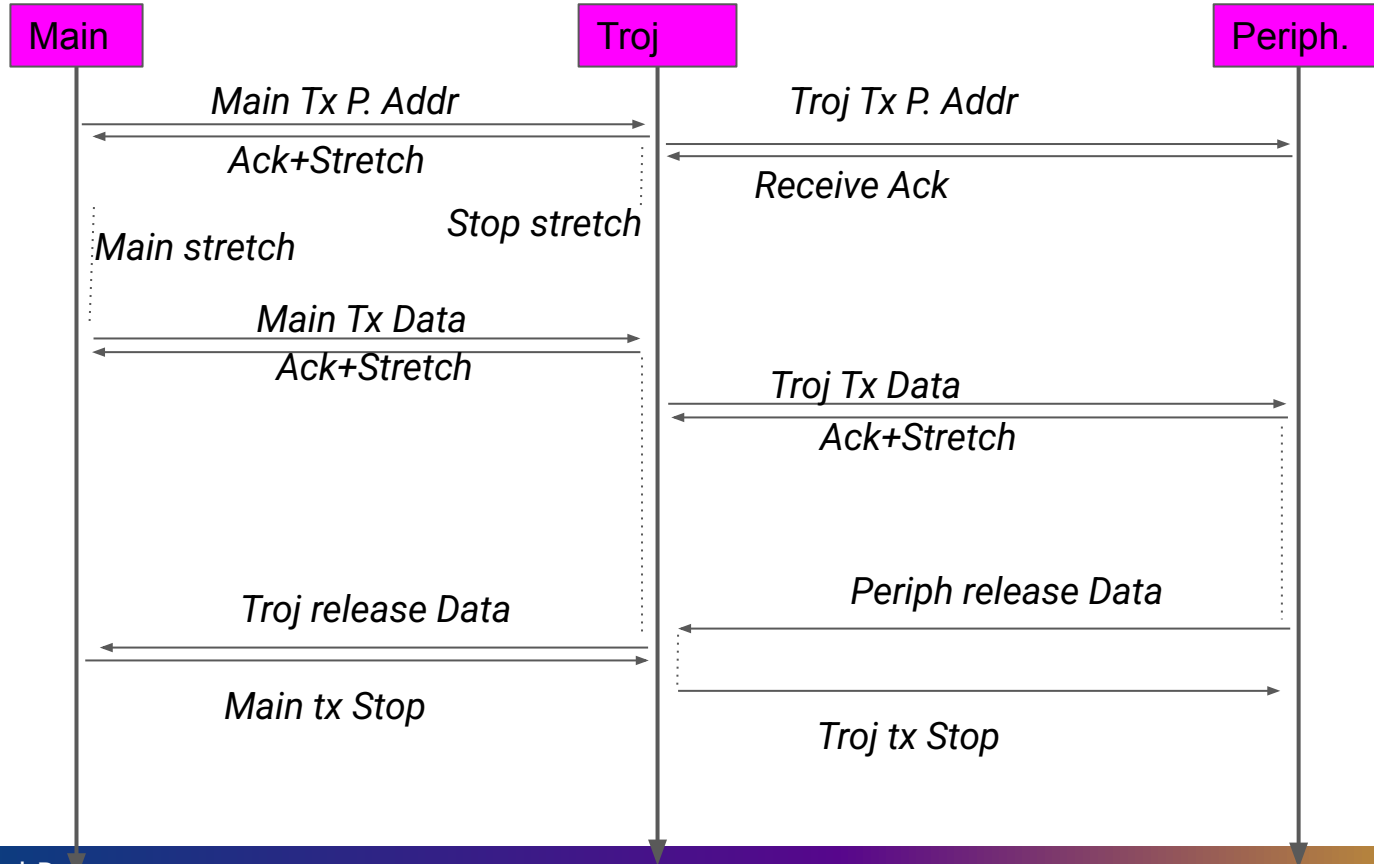 Main
Troj
Periph.
Main Tx P. Addr
Troj Tx P. Addr
Ack+Stretch
Receive Ack
Stop stretch
Main stretch
Main Tx Data
Ack+Stretch
Troj Tx Data
Ack+Stretch
Periph release Data
Troj release Data
Main tx Stop
Troj tx Stop